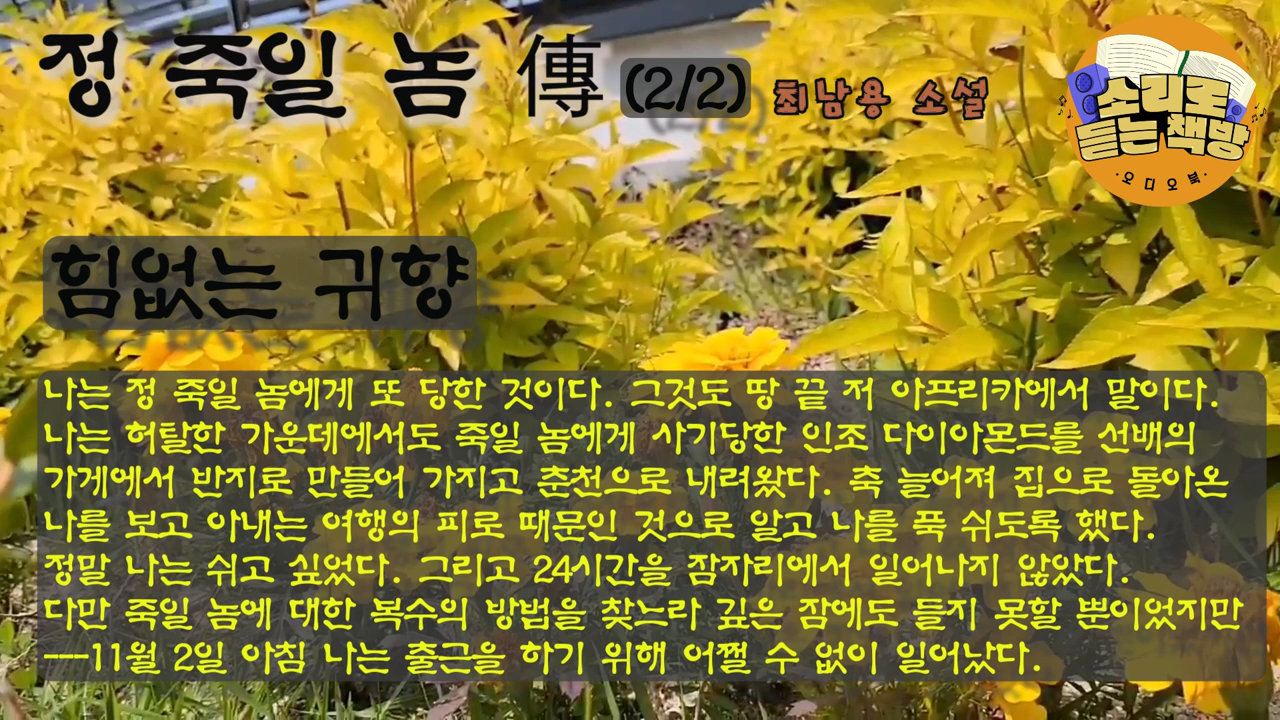 정 죽일 놈 傳 (2/2) 최남용 소설
소리로
듣는 책방
·오디오북·
힘없는 귀향
나는 정 죽일 놈에게 또 당한 것이다. 그것도 땅 끝 저 아프리카에서 말이다.
나는 허탈한 가운데에서도 죽일 놈에게 사기당한 인조 다이아몬드를 선배의
가게에서 반지로 만들어 가지고 춘천으로 내려왔다. 축 늘어져 집으로 돌아온
나를 보고 아내는 여행의 피로 때문인 것으로 알고 나를 푹 쉬도록 했다.
정말 나는 쉬고 싶었다. 그리고 24시간을 잠자리에서 일어나지 않았다.
다만 죽일 놈에 대한 복수의 방법을 찾느라 깊은 잠에도 들지 못할 뿐이었지만
---11월 2일 아침 나는 출근을 하기 위해 어쩔 수 없이 일어났다.